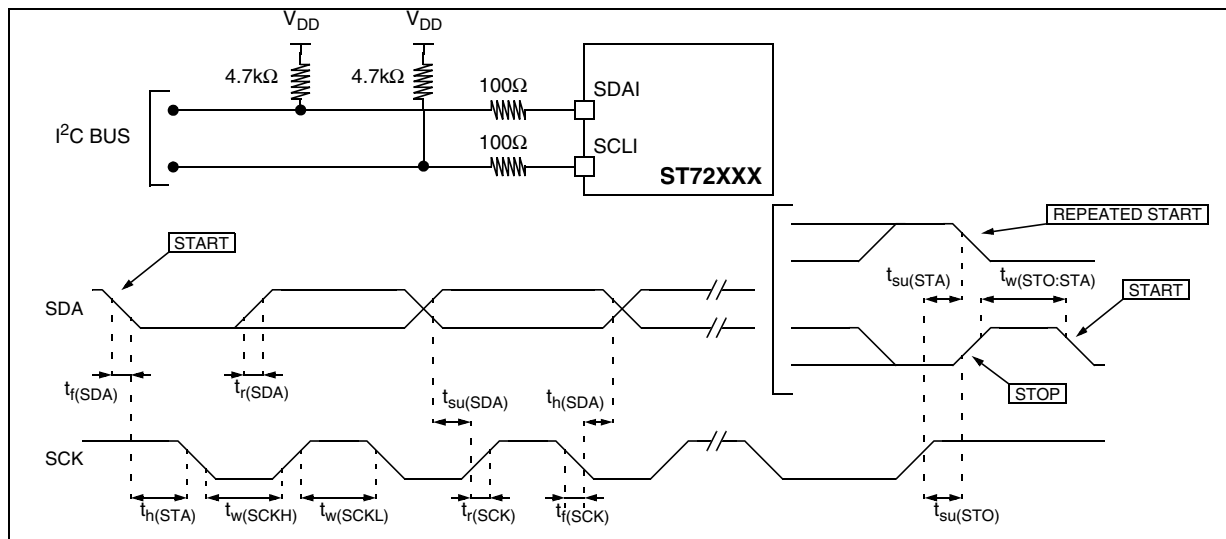 V_DD V_DD
4.7kΩ 4.7kΩ
100Ω
SDAI
I²C BUS
100Ω
SCLI
ST72XXX
REPEATED START
START
t_su(STA) t_w(STO:STA)
START
SDA
STOP
t_f(SDA) t_r(SDA)
t_su(SDA) t_h(SDA)
SCK
t_h(STA) t_w(SCKH) t_w(SCKL) t_r(SCK) t_f(SCK) t_su(STO)